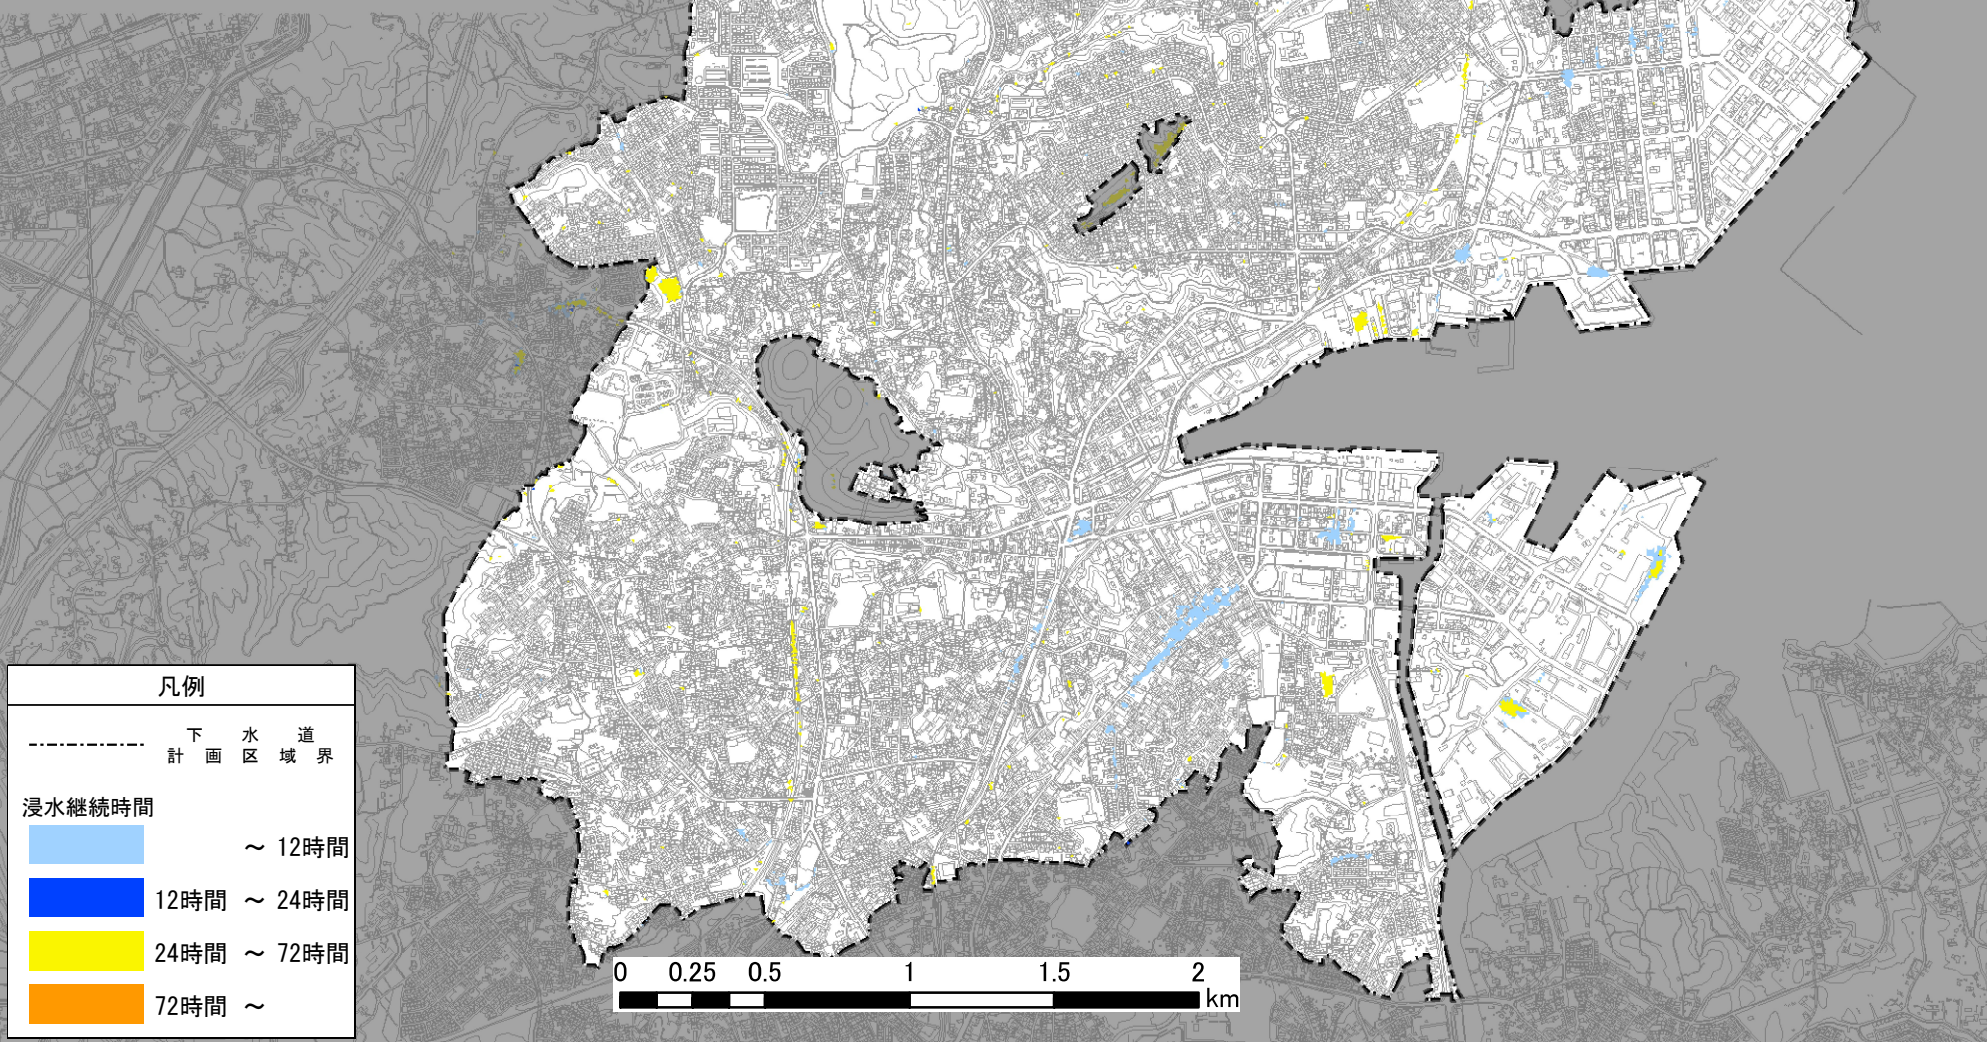 凡例
下水道
計画区域界
浸水継続時間
～ 12時間
12時間 ～ 24時間
24時間 ～ 72時間
72時間 ～
0 0.25 0.5 1 1.5 2
km